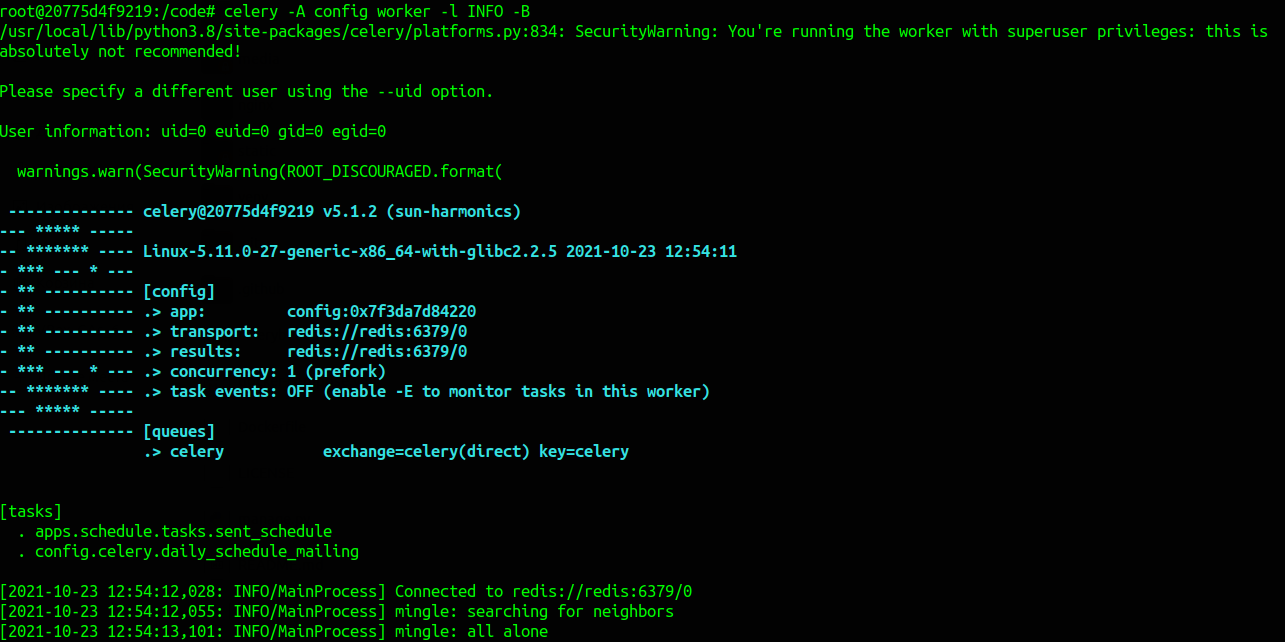 root@20775d4f9219:/code# celery -A config worker -l INFO -B
/usr/local/lib/python3.8/site-packages/celery/platforms.py:834: SecurityWarning: You're running the worker with superuser privileges: this is
absolutely not recommended!

Please specify a different user using the --uid option.

User information: uid=0 euid=0 gid=0 egid=0

  warnings.warn(SecurityWarning(ROOT_DISCOURAGED.format(

 -------------- celery@20775d4f9219 v5.1.2 (sun-harmonics)
--- ***** -----
-- ******* ---- Linux-5.11.0-27-generic-x86_64-with-glibc2.2.5 2021-10-23 12:54:11
- *** --- * ---
- ** ---------- [config]
- ** ---------- .> app:         config:0x7f3da7d84220
- ** ---------- .> transport:   redis://redis:6379/0
- ** ---------- .> results:     redis://redis:6379/0
- *** --- * --- .> concurrency: 1 (prefork)
-- ******* ---- .> task events: OFF (enable -E to monitor tasks in this worker)
--- ***** -----
 -------------- [queues]
                .> celery           exchange=celery(direct) key=celery


[tasks]
  . apps.schedule.tasks.sent_schedule
  . config.celery.daily_schedule_mailing

[2021-10-23 12:54:12,028: INFO/MainProcess] Connected to redis://redis:6379/0
[2021-10-23 12:54:12,055: INFO/MainProcess] mingle: searching for neighbors
[2021-10-23 12:54:13,101: INFO/MainProcess] mingle: all alone